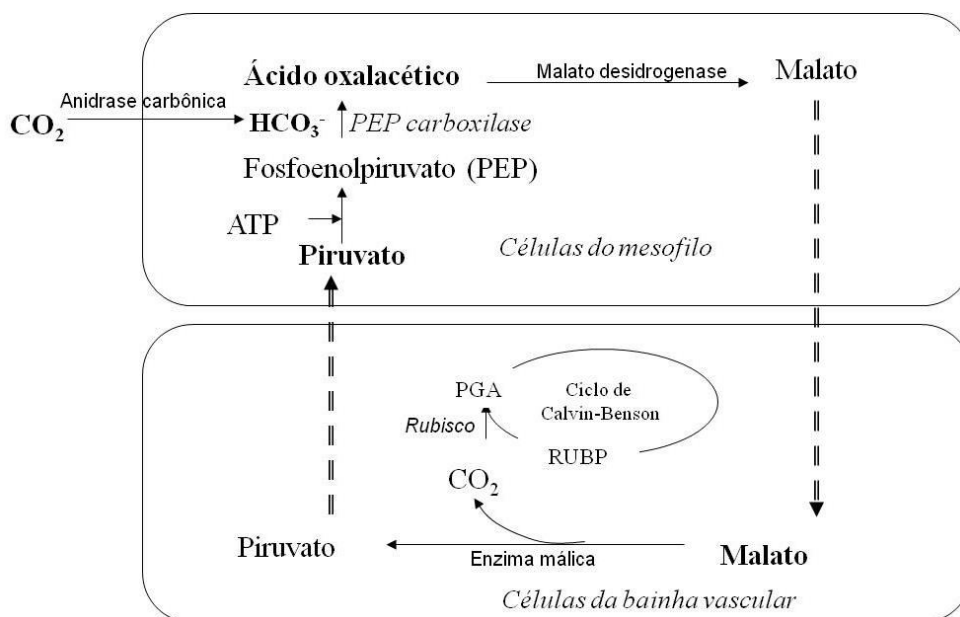 Ácido oxalacético
Malato desidrogenase
Malato
Anidrase carbônica
CO₂
HCO₃⁻
PEP carboxilase
Fosfoenolpiruvato (PEP)
ATP
Piruvato
Células do mesofilo
PGA
Ciclo de
Calvin-Benson
Rubisco
RUBP
CO₂
Piruvato
Enzima málica
Malato
Células da bainha vascular